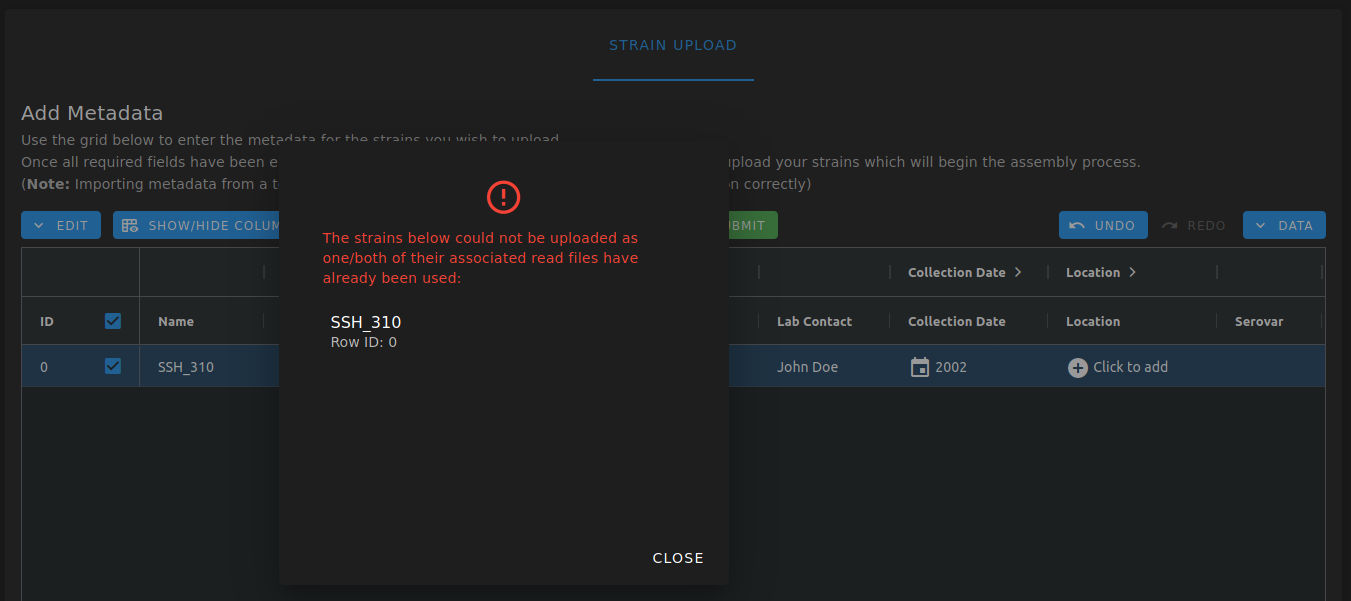 STRAIN UPLOAD
Add Metadata
Use the grid below to enter the metadata for the strains you wish to upload
Once all required fields have been e
upload your strains which will begin the assembly process.
(Note: Importing metadata from a t
n correctly)
EDIT
SHOW/HIDE COLUM
BMIT
UNDO
REDO
DATA
The strains below could not be uploaded as
one/both of their associated read files have
already been used:
SSH_310
Row ID: 0
CLOSE
Collection Date
Location
ID
Name
Lab Contact
Collection Date
Location
Serovar
0
SSH_310
John Doe
2002
Click to add